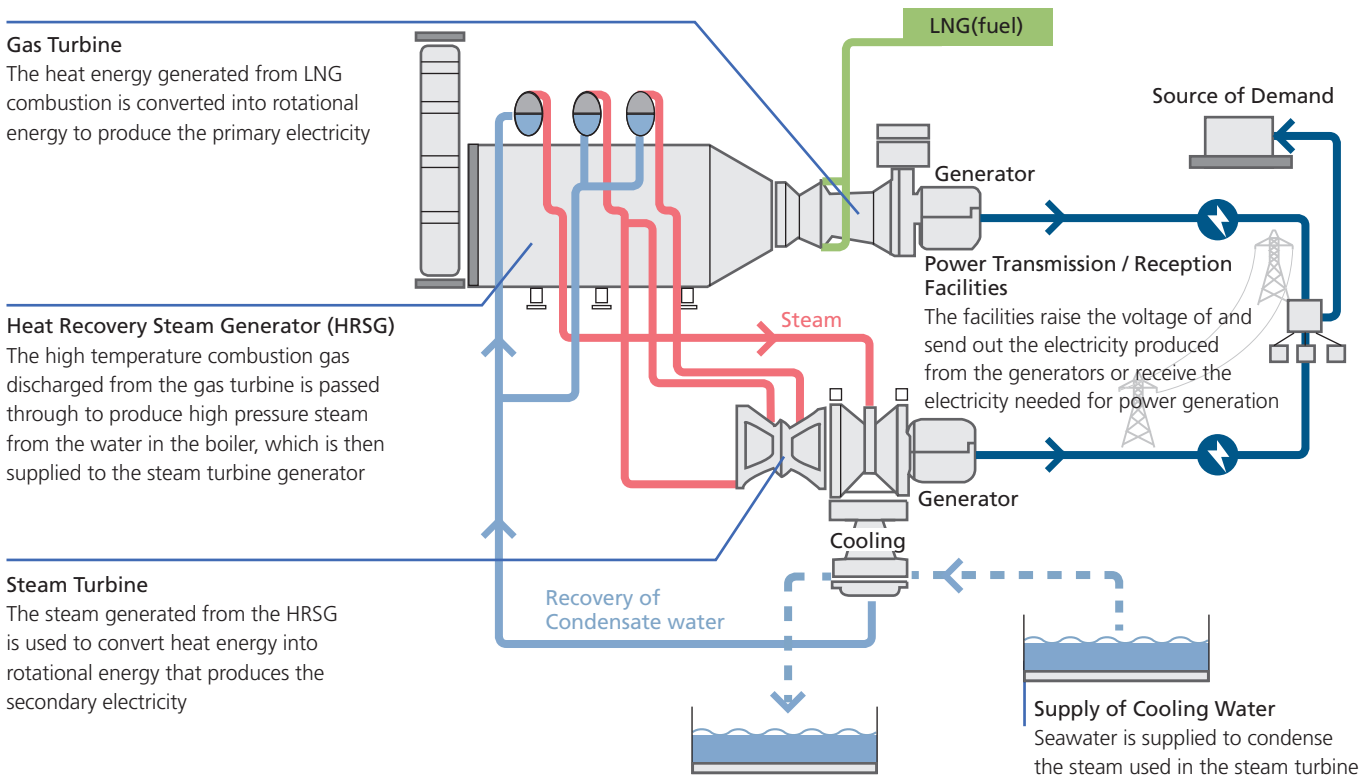 Gas Turbine
The heat energy generated from LNG
combustion is converted into rotational
energy to produce the primary electricity
LNG(fuel)
Source of Demand
Generator
Power Transmission / Reception
Facilities
The facilities raise the voltage of and
send out the electricity produced
from the generators or receive the
electricity needed for power generation
Heat Recovery Steam Generator (HRSG)
The high temperature combustion gas
discharged from the gas turbine is passed
through to produce high pressure steam
from the water in the boiler, which is then
supplied to the steam turbine generator
Steam
Generator
Cooling
Steam Turbine
The steam generated from the HRSG
is used to convert heat energy into
rotational energy that produces the
secondary electricity
Recovery of
Condensate water
Supply of Cooling Water
Seawater is supplied to condense
the steam used in the steam turbine